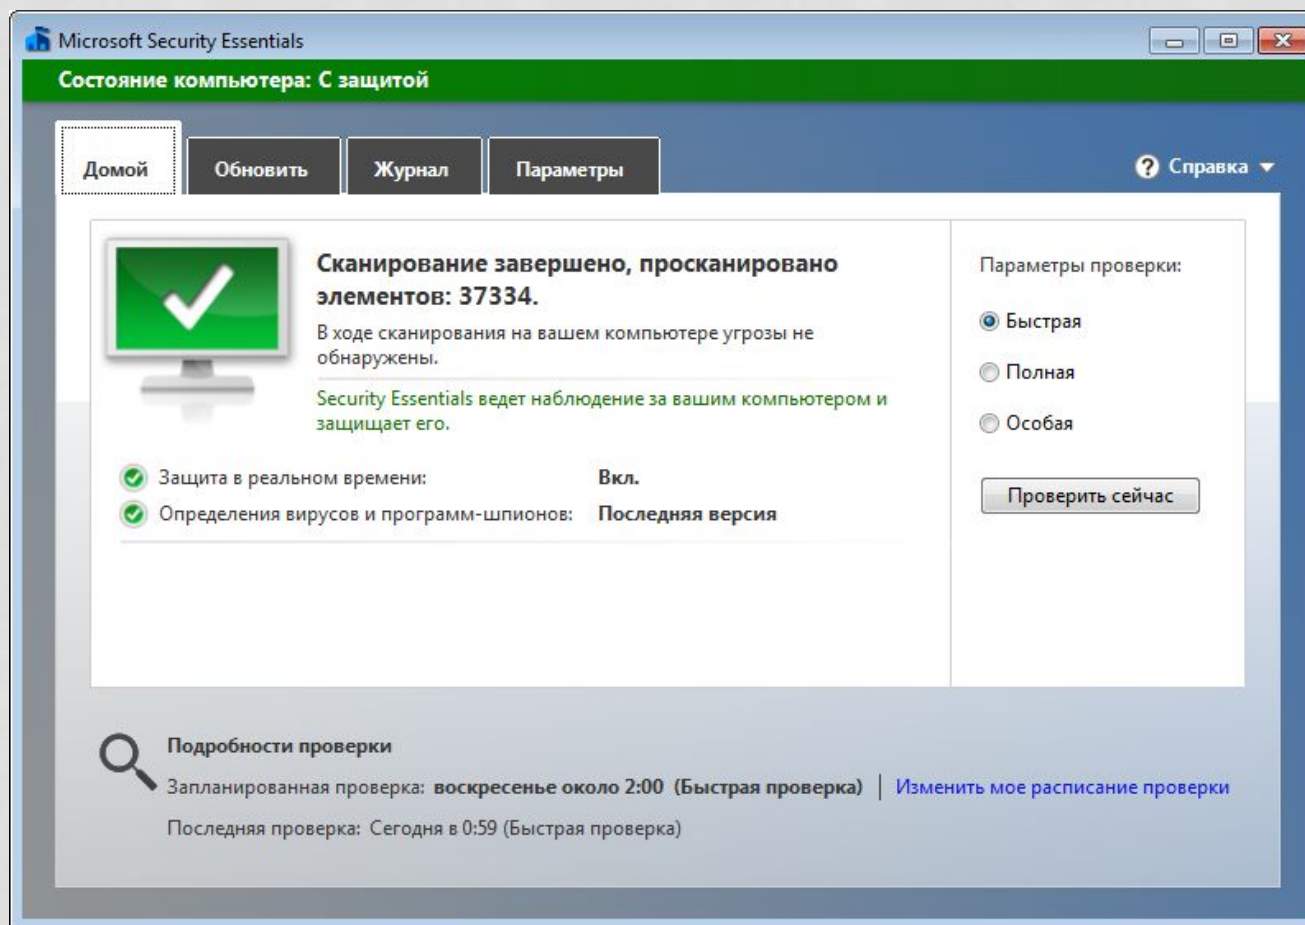 Microsoft Security Essentials
Состояние компьютера: С защитой
Домой
Обновить
Журнал
Параметры
Справка
Сканирование завершено, просканировано
элементов: 37334.
В ходе сканирования на вашем компьютере угрозы не
обнаружены.
Security Essentials ведет наблюдение за вашим компьютером и
защищает его.
Защита в реальном времени: Вкл.
Определения вирусов и программ-шпионов: Последняя версия
Параметры проверки:
Быстрая
Полная
Особая
Проверить сейчас
Подробности проверки
Запланированная проверка: воскресенье около 2:00 (Быстрая проверка) | Изменить мое расписание проверки
Последняя проверка: Сегодня в 0:59 (Быстрая проверка)